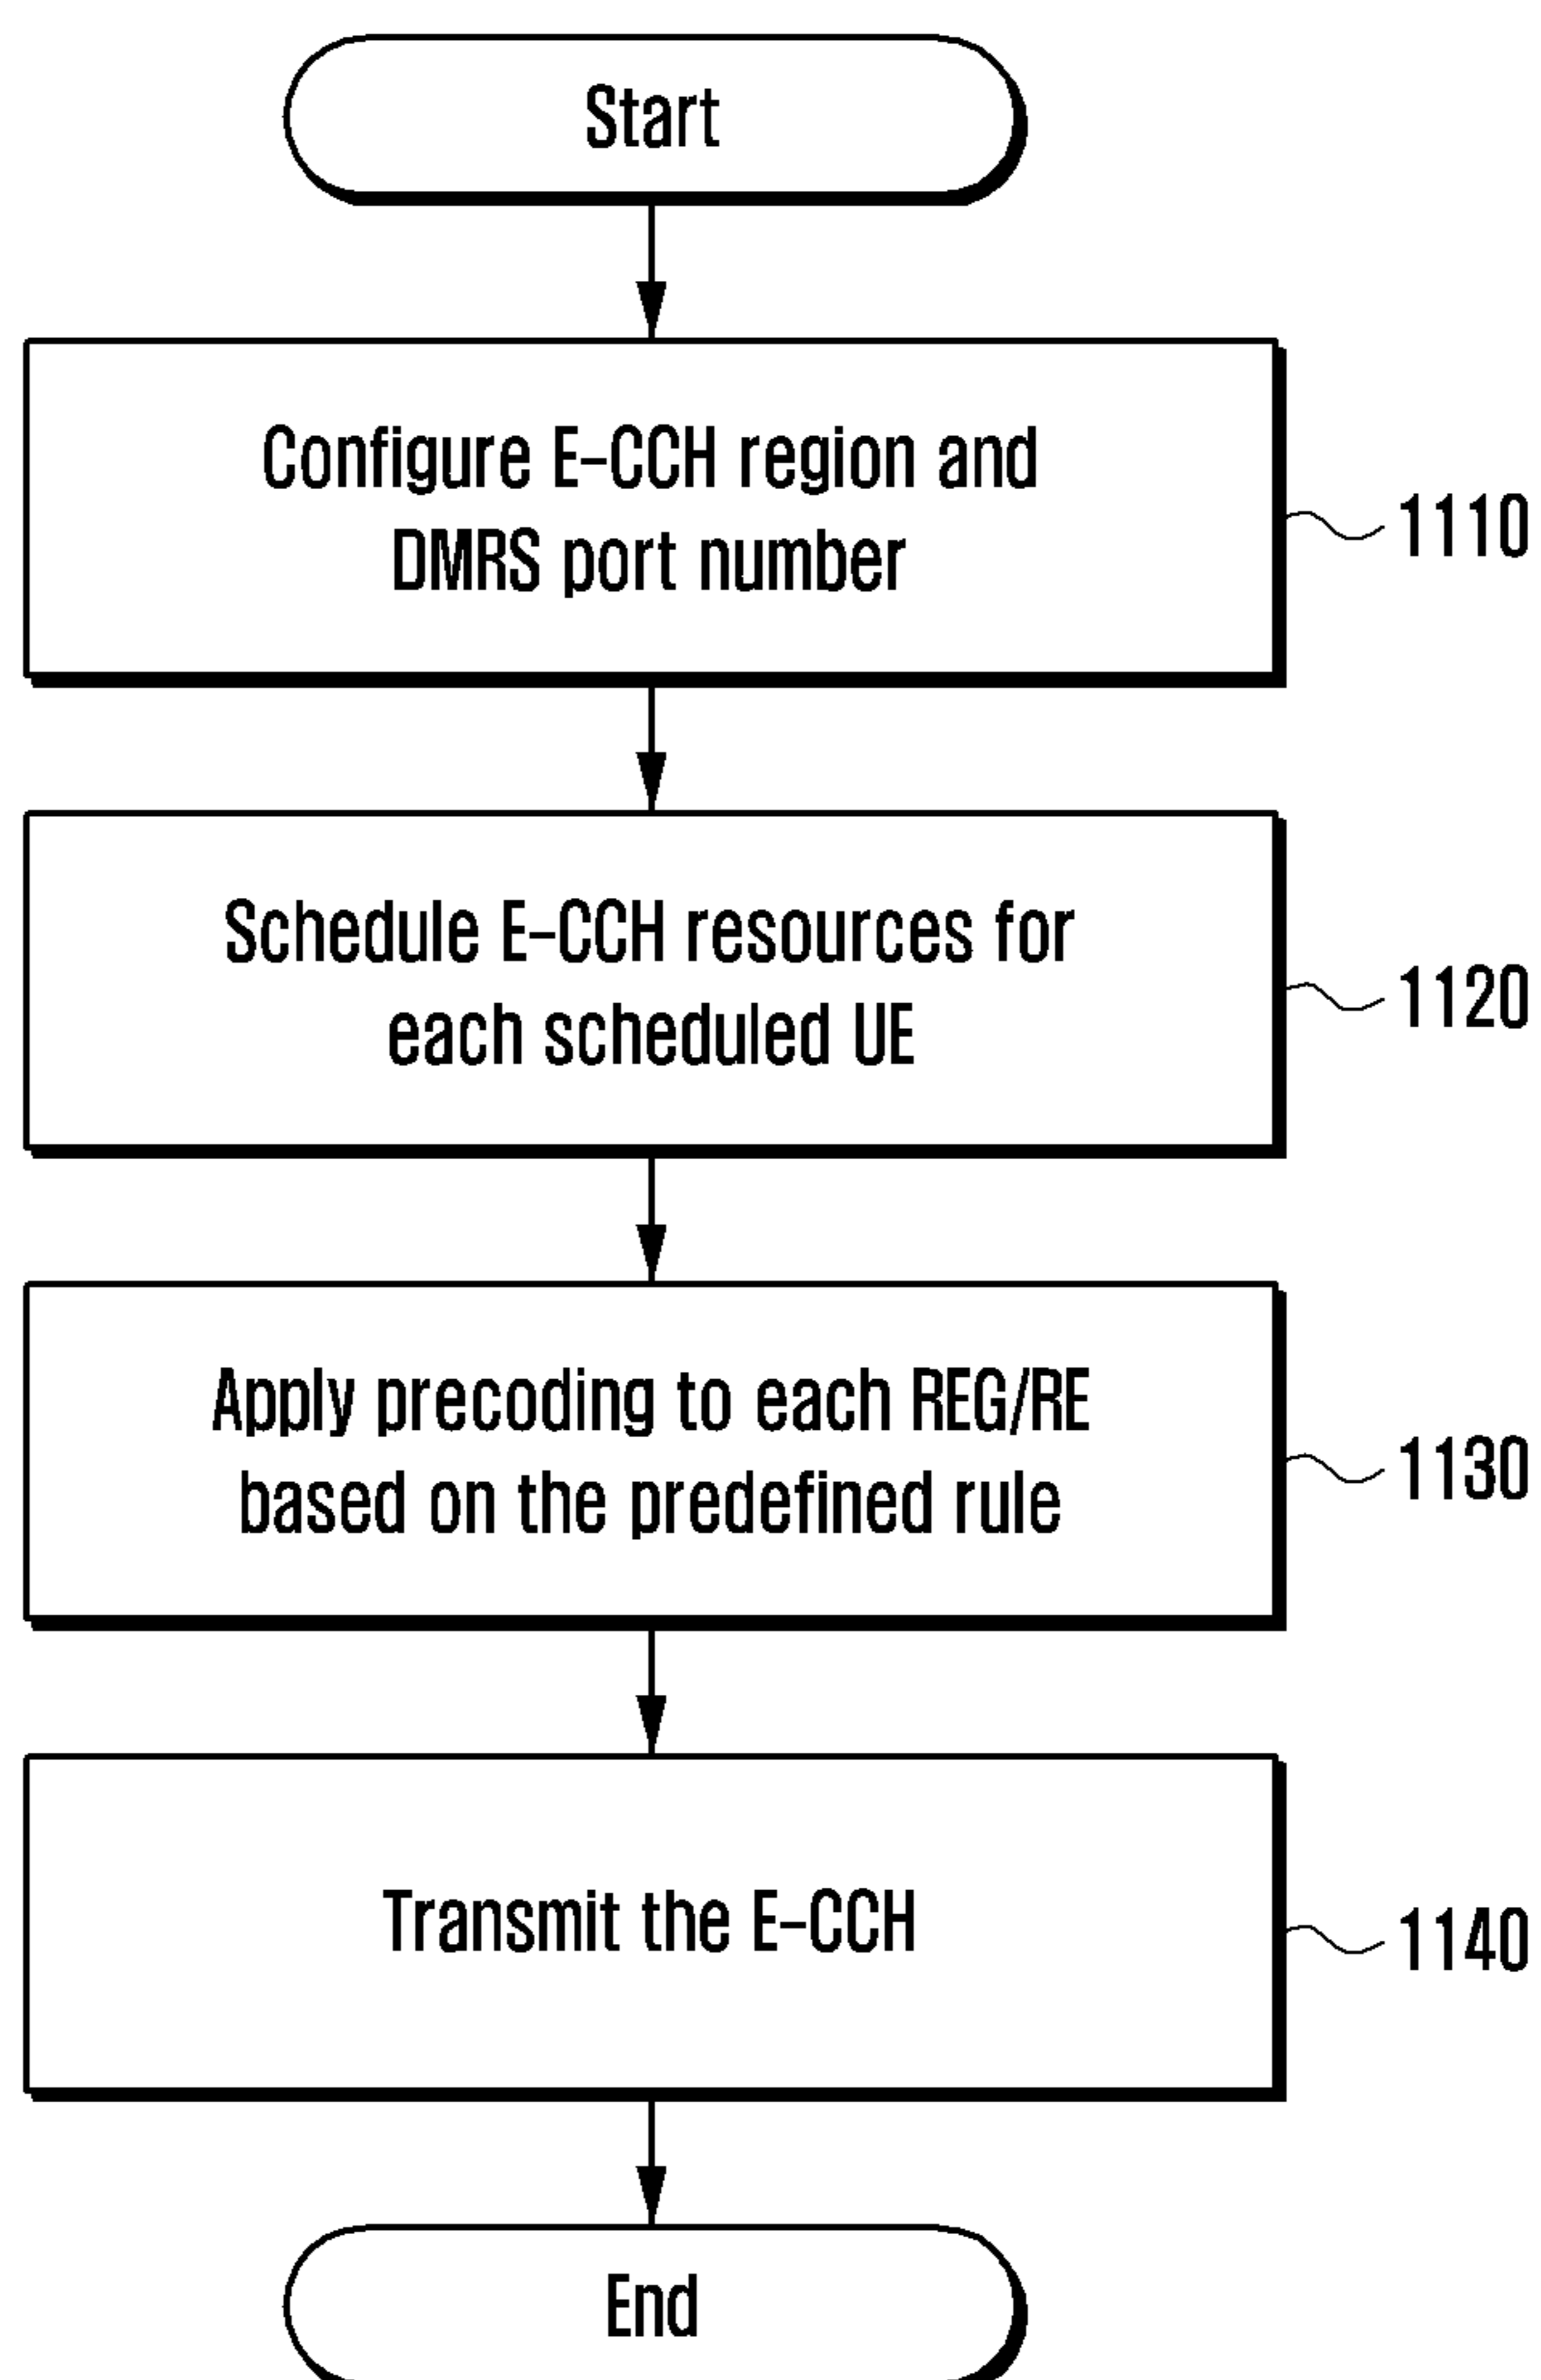 Start
Configure E-CCH region and
DMRS port number
1110
Schedule E-CCH resources for
each scheduled UE
1120
Apply precoding to each REG/RE
based on the predefined rule
1130
Transmit the E-CCH
1140
End